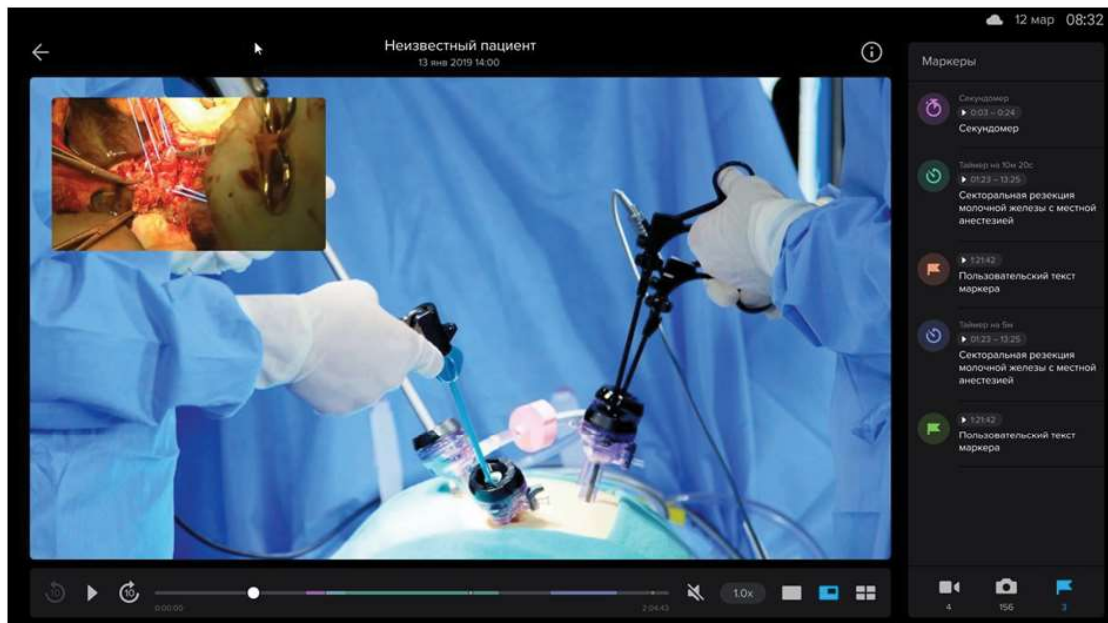 12 мар 08:32
Неизвестный пациент
13 янв 2019 14:00
Маркеры
Секундомер
0:03 – 0:24
Секундомер
Таймер на 10м 20с
01:23 – 13:25
Секторальная резекция
молочной железы с местной
анестезией
1:21:42
Пользовательский текст
маркера
Таймер на 5м
01:23 – 13:25
Секторальная резекция
молочной железы с местной
анестезией
1:21:42
Пользовательский текст
маркера
10
10
0:00:00
2:04:43
1.0x
4
156
3